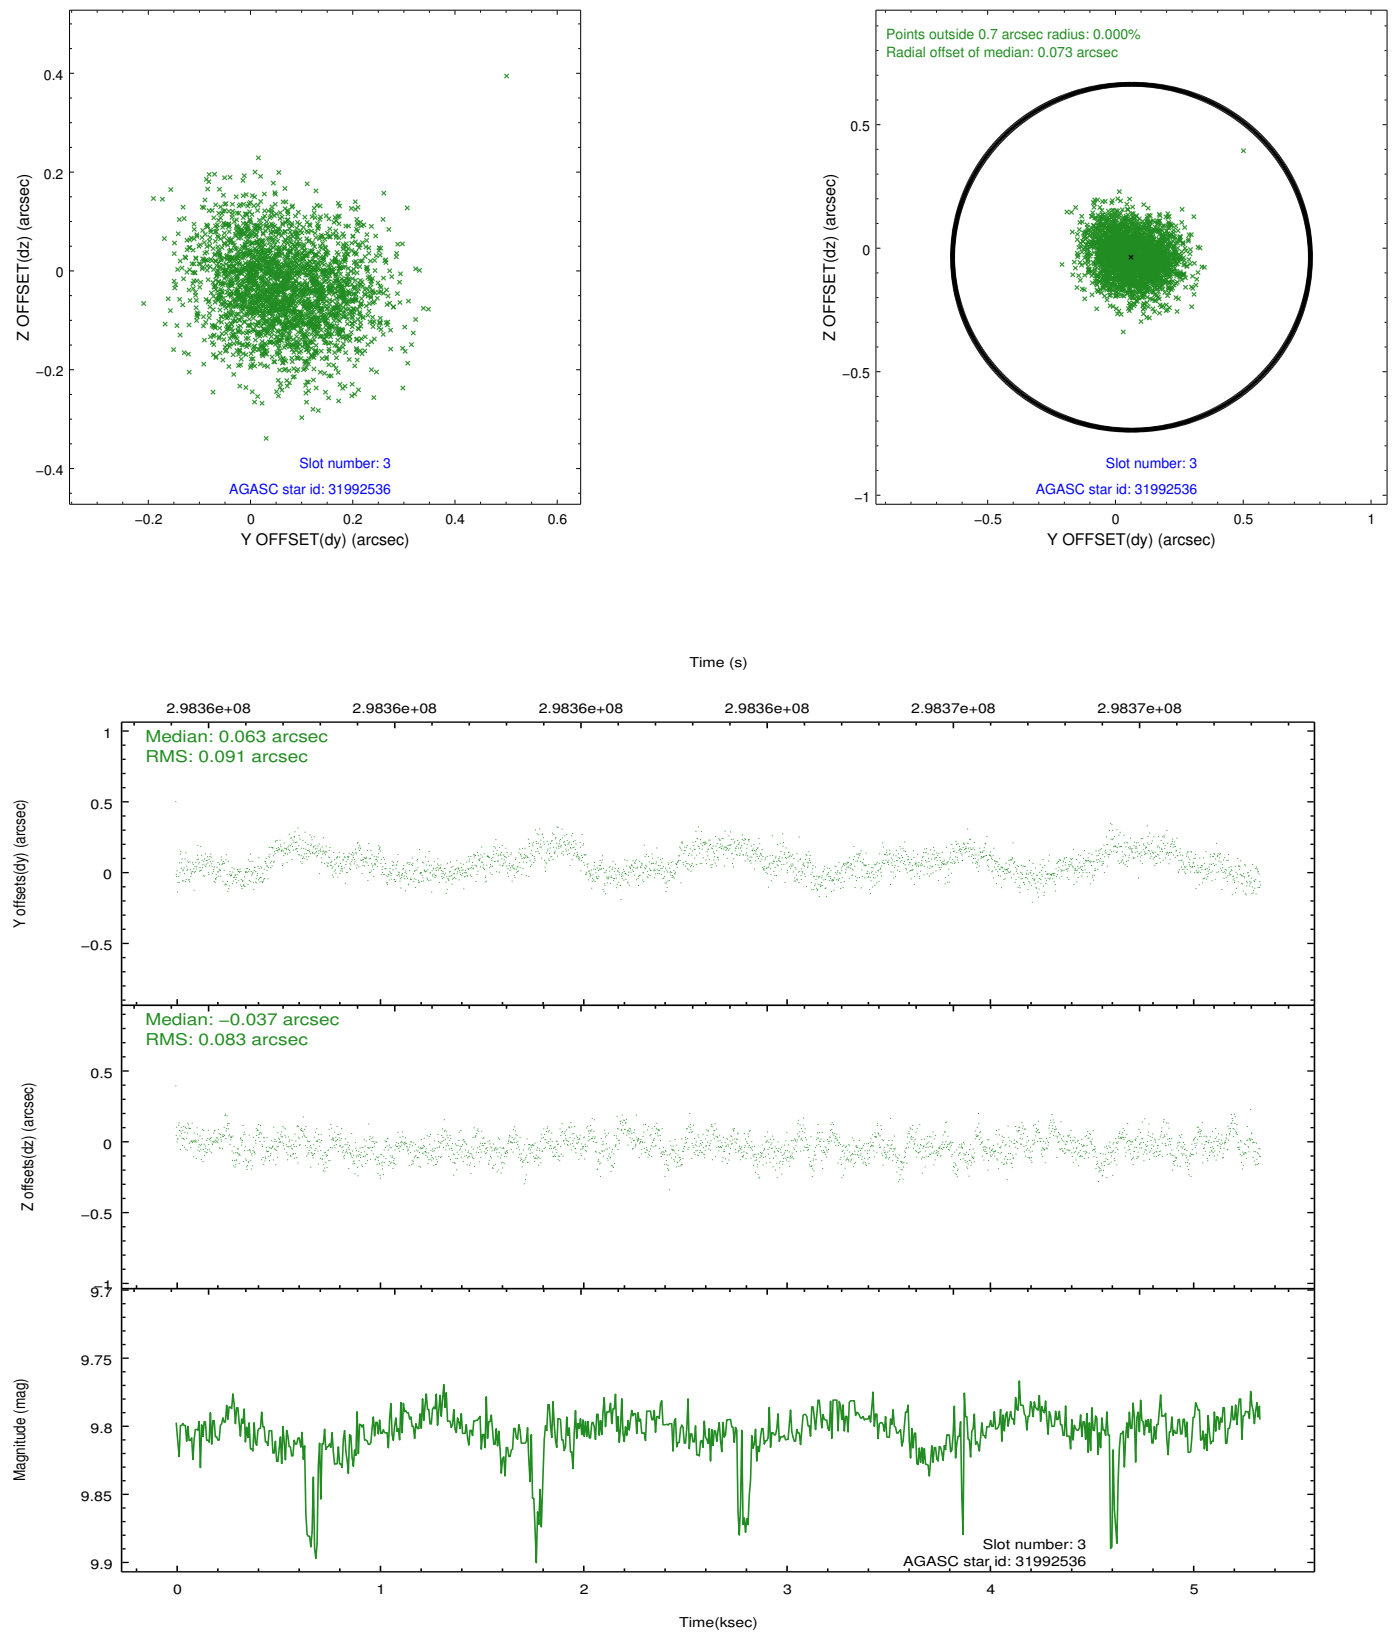 0.4
0.2
0
−0.2
−0.4
Z OFFSET(dz) (arcsec)
Slot number: 3
AGASC star id: 31992536
−0.2 0 0.2 0.4 0.6
Y OFFSET(dy) (arcsec)
Points outside 0.7 arcsec radius: 0.000%
Radial offset of median: 0.073 arcsec
0.5
0
−0.5
−1
Z OFFSET(dz) (arcsec)
Slot number: 3
AGASC star id: 31992536
−0.5 0 0.5 1
Y OFFSET(dy) (arcsec)
Time (s)
2.9836e+08 2.9836e+08 2.9836e+08 2.9836e+08 2.9837e+08 2.9837e+08
Median: 0.063 arcsec
RMS: 0.091 arcsec
1
0.5
0
−0.5
Y offsets(dy) (arcsec)
Median: −0.037 arcsec
RMS: 0.083 arcsec
0.5
0
−0.5
−1
Z offsets(dz) (arcsec)
9.7
9.75
9.8
9.85
9.9
Magnitude (mag)
Slot number: 3
AGASC star id: 31992536
0 1 2 3 4 5
Time(ksec)